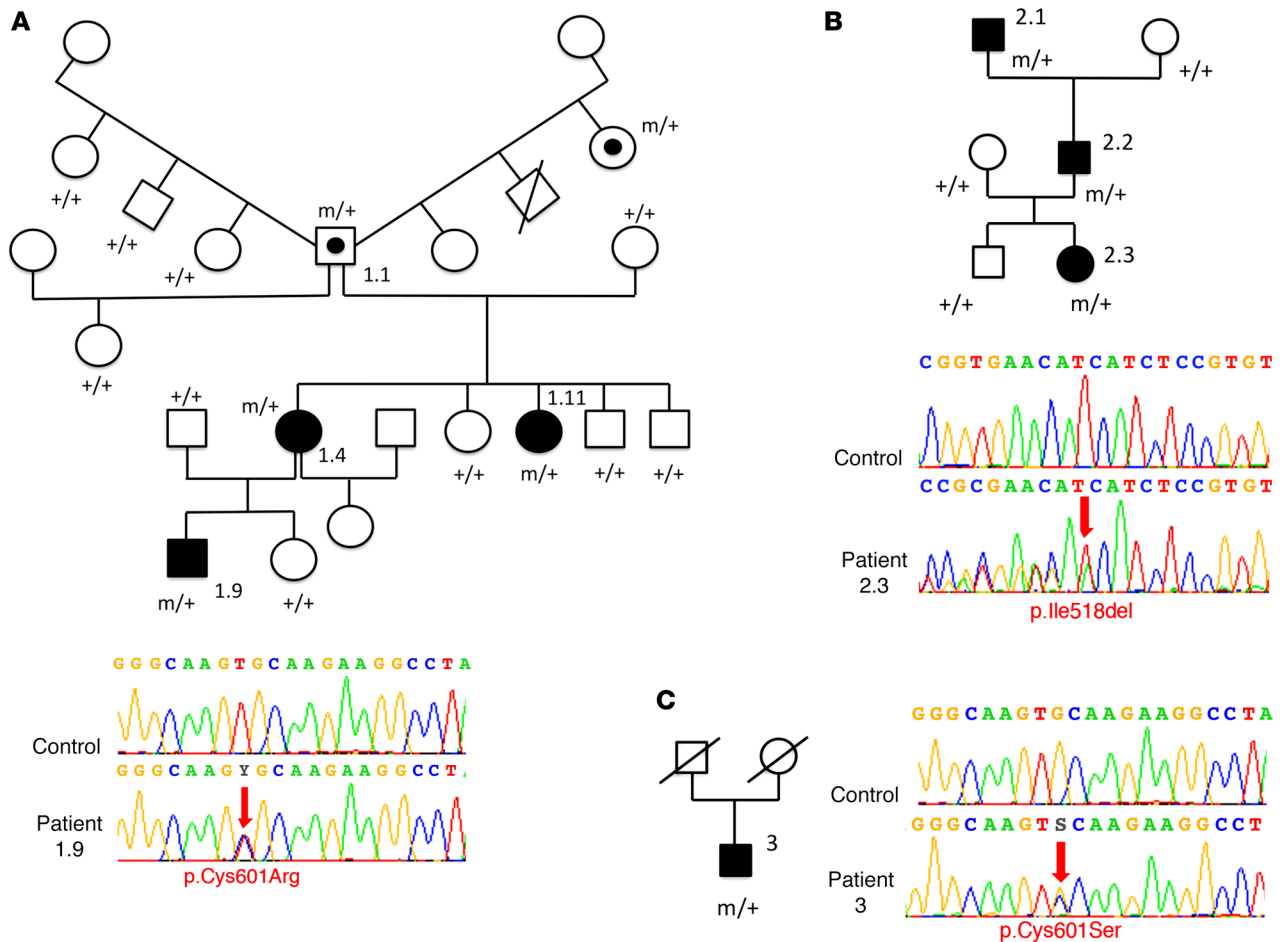 A
m/+
+/+
+/+
+/+
m/+
1.1
+/+
+/+
+/+
m/+
1.4
1.11
+/+
m/+
+/+
+/+
m/+
1.9
+/+
GGGCAAGTGCAAGAAGGCCTA
Control
GGGCAAGYGCAAGAAGGCCT
Patient
1.9
p.Cys601Arg
B
2.1
m/+
+/+
2.2
+/+
m/+
2.3
+/+
m/+
CGGTGAACATCATCTCCGTGT
Control
CCGCGAACATCATCTCCGTGT
Patient
2.3
p.Ile518del
C
3
m/+
GGGCAAGTGCAAGAAGGCCTA
Control
GGGCAAGTSCAAGAAGGCCT
Patient
3
p.Cys601Ser